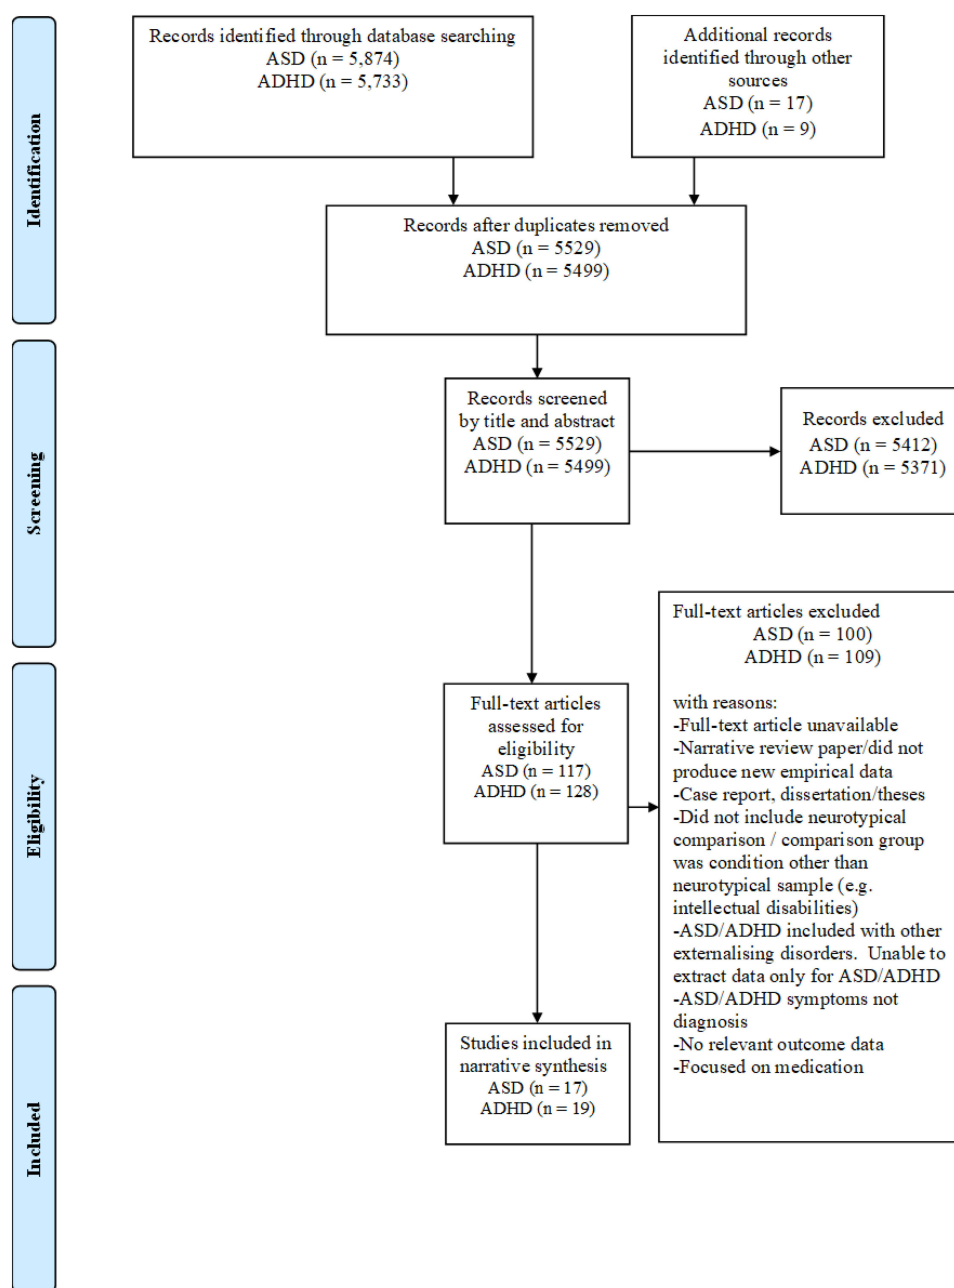 Identification
Records identified through database searching
ASD (n = 5,874)
ADHD (n = 5,733)
Additional records
identified through other
sources
ASD (n = 17)
ADHD (n = 9)
Records after duplicates removed
ASD (n = 5529)
ADHD (n = 5499)
Screening
Records screened
by title and abstract
ASD (n = 5529)
ADHD (n = 5499)
Records excluded
ASD (n = 5412)
ADHD (n = 5371)
Eligibility
Full-text articles
assessed for
eligibility
ASD (n = 117)
ADHD (n = 128)
Full-text articles excluded
ASD (n = 100)
ADHD (n = 109)
with reasons:
-Full-text article unavailable
-Narrative review paper/did not
produce new empirical data
-Case report, dissertation/theses
-Did not include neurotypical
comparison / comparison group
was condition other than
neurotypical sample (e.g.
intellectual disabilities)
-ASD/ADHD included with other
externalising disorders.  Unable to
extract data only for ASD/ADHD
-ASD/ADHD symptoms not
diagnosis
-No relevant outcome data
-Focused on medication
Included
Studies included in
narrative synthesis
ASD (n = 17)
ADHD (n = 19)